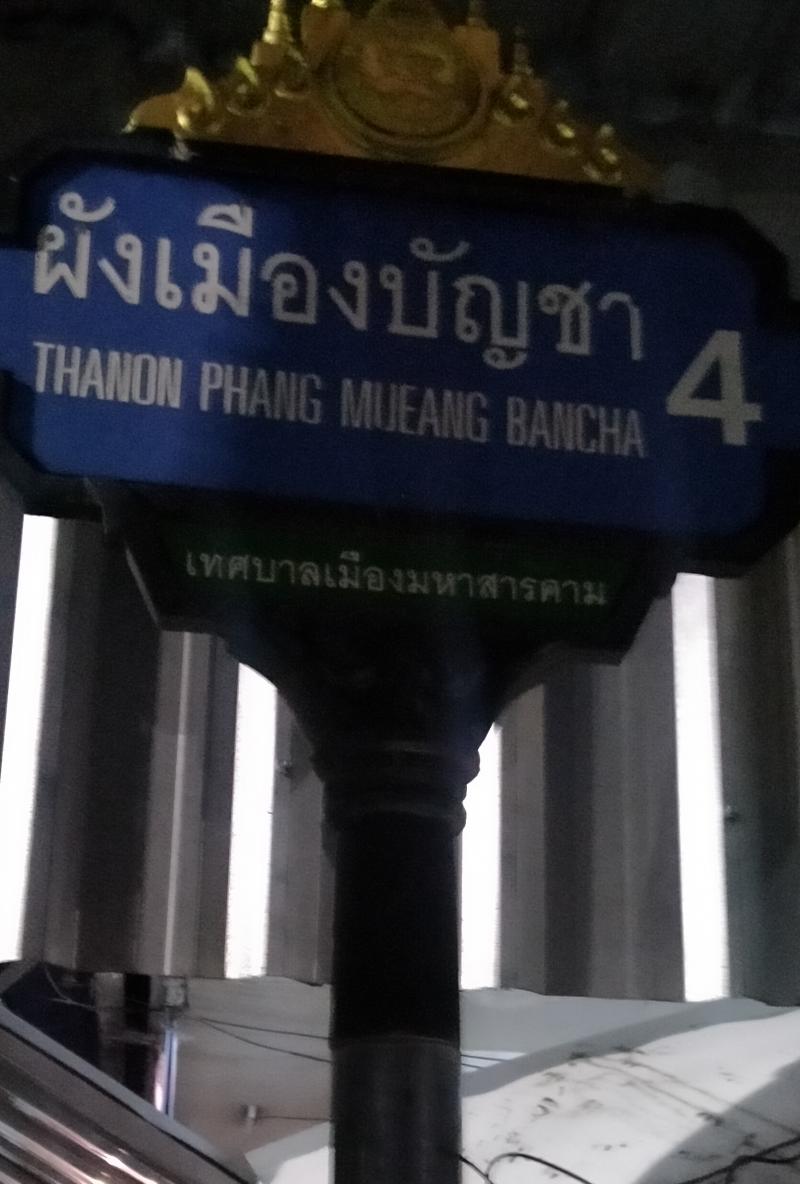 ผังเมืองบัญชา 4
THANON PHANG MUEANG BANCHA
เทศบาลเมืองมหาสารคาม